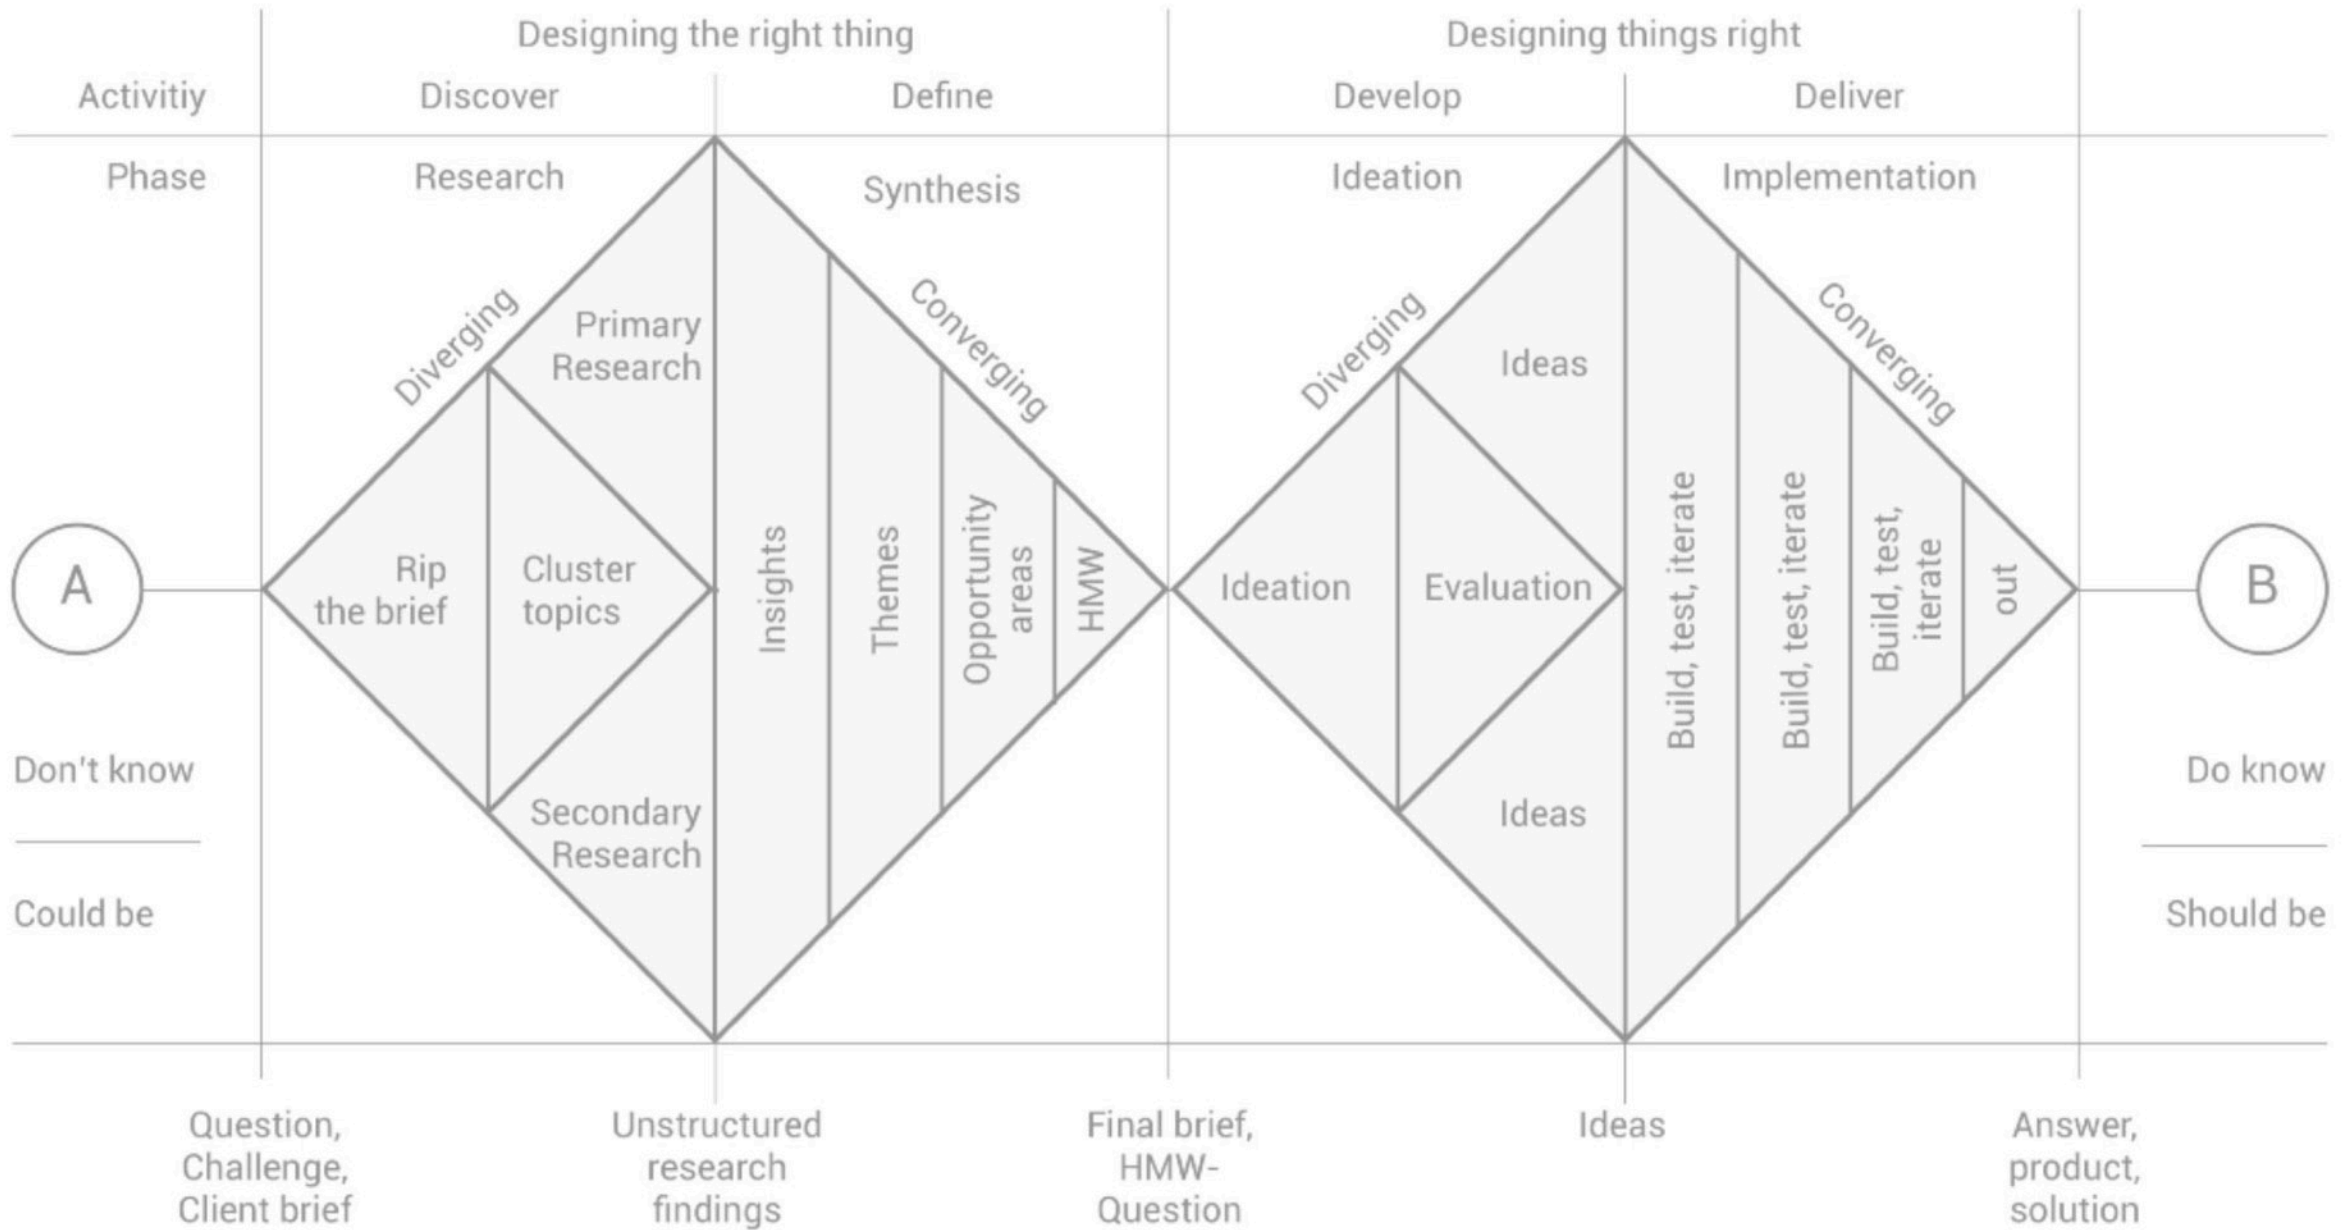 Designing the right thing
Designing things right
Activitiy
Discover
Define
Develop
Deliver
Phase
Research
Synthesis
Ideation
Implementation
Diverging
Converging
Diverging
Converging
Primary
Research
Ideas
A
Rip
the brief
Cluster
topics
Insights
Themes
Opportunity
areas
HMW
Ideation
Evaluation
Build, test, iterate
Build, test, iterate
Build, test,
iterate
out
B
Don't know
Could be
Secondary
Research
Ideas
Do know
Should be
Question,
Challenge,
Client brief
Unstructured
research
findings
Final brief,
HMW-
Question
Ideas
Answer,
product,
solution